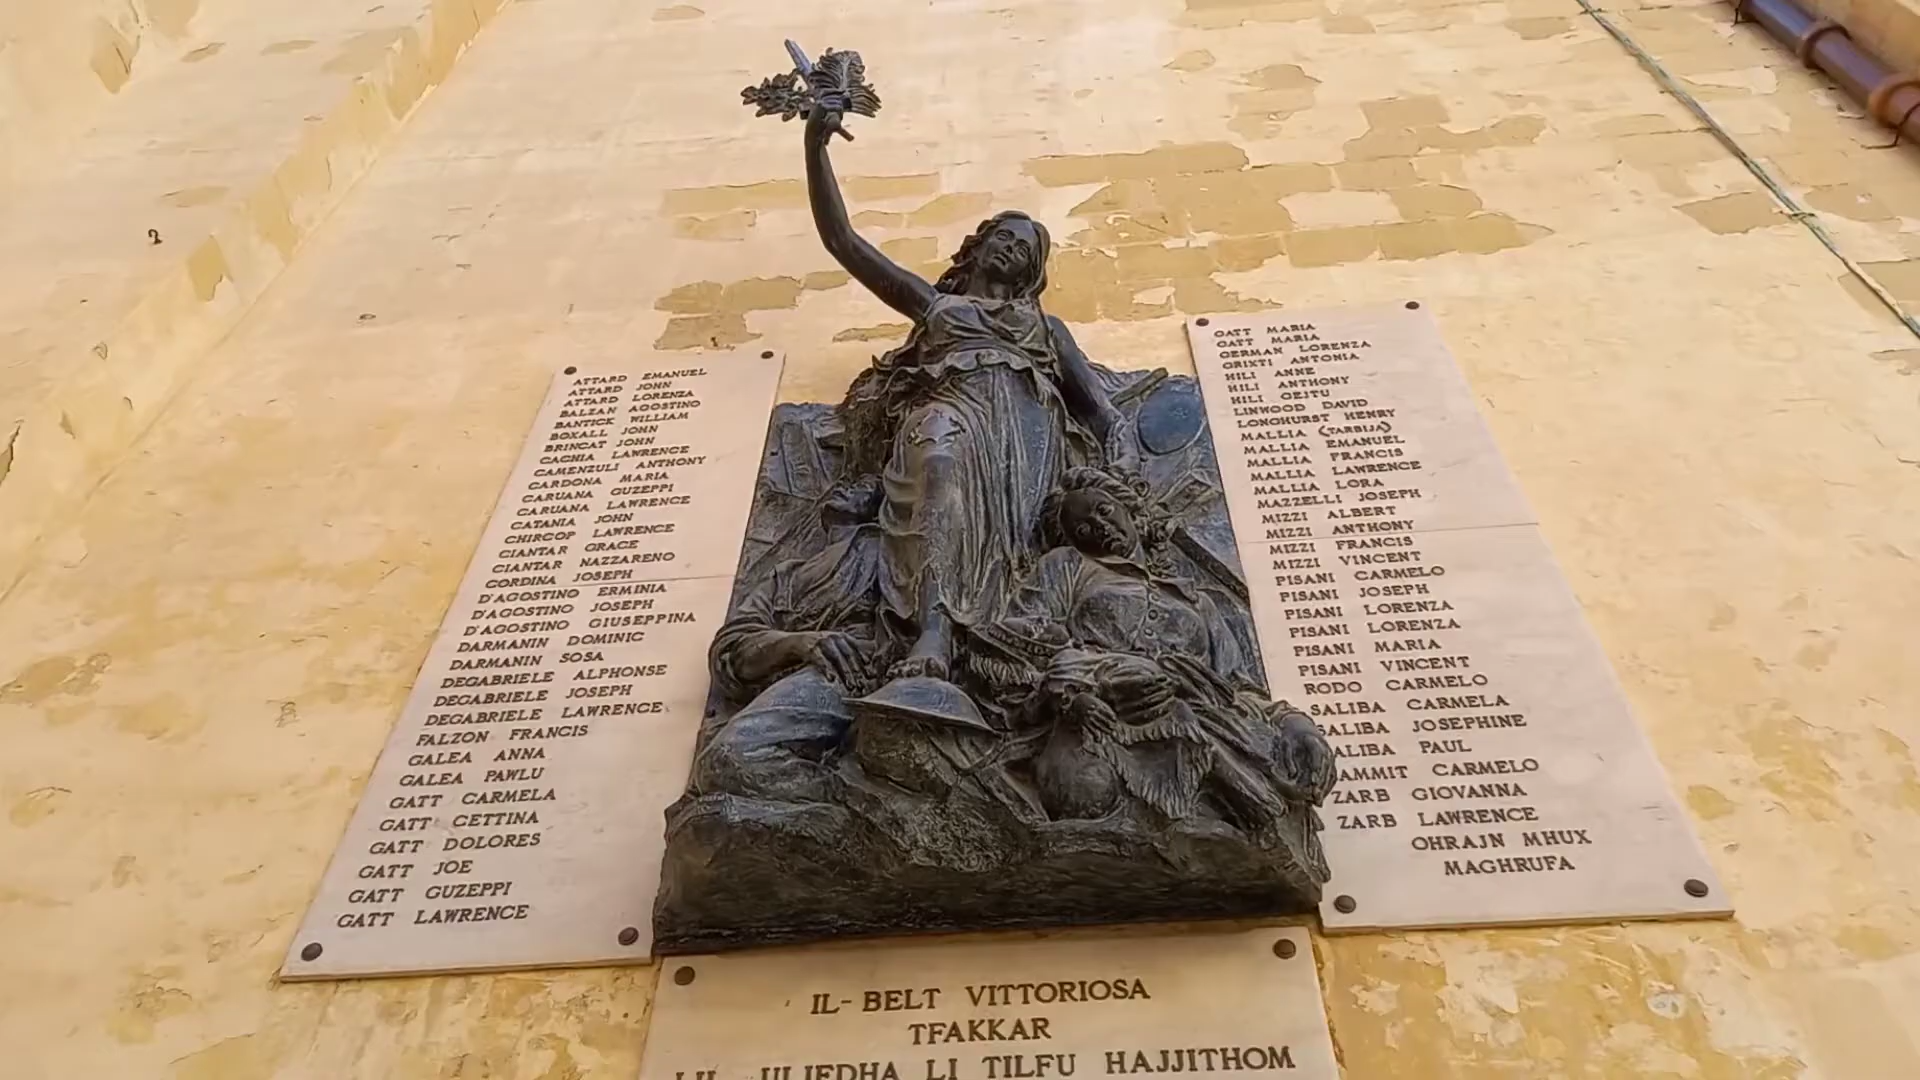 ATTARD EMANUEL
ATTARD JOHN
ATTARD LORENZA
BALZAN AGOSTINO
BANTICK WILLIAM
BOXALL JOHN
BRINCAT JOHN
CACHIA LAWRENCE
CAMENZULI ANTHONY
CARDONA MARIA
CARUANA GUZEPPI
CARUANA LAWRENCE
CATANIA JOHN
CHIRCOP LAWRENCE
CIANTAR GRACE
CIANTAR NAZZARENO
CORDINA JOSEPH
D'AGOSTINO ERMINIA
D'AGOSTINO JOSEPH
D'AGOSTINO GIUSEPPINA
DARMANIN DOMINIC
DARMANIN SOSA
DEGABRIELE ALPHONSE
DEGABRIELE JOSEPH
DEGABRIELE LAWRENCE
FALZON FRANCIS
GALEA ANNA
GALEA PAWLU
GATT CARMELA
GATT CETTINA
GATT DOLORES
GATT JOE
GATT GUZEPPI
GATT LAWRENCE
GATT MARIA
GATT MARIA
GERMAN LORENZA
GRIXTI ANTONIA
HILI ANNE
HILI ANTHONY
HILI GEJTU
LINWOOD DAVID
LONGHURST HENRY
MALLIA (TARBIJA)
MALLIA EMANUEL
MALLIA FRANCIS
MALLIA LAWRENCE
MALLIA LORA
MAZZELLI JOSEPH
MIZZI ALBERT
MIZZI ANTHONY
MIZZI FRANCIS
MIZZI VINCENT
PISANI CARMELO
PISANI JOSEPH
PISANI LORENZA
PISANI LORENZA
PISANI MARIA
PISANI VINCENT
RODO CARMELO
SALIBA CARMELA
SALIBA JOSEPHINE
ALIBA PAUL
AMMIT CARMELO
ZARB GIOVANNA
ZARB LAWRENCE
OHRAJN MHUX
MAGHRUFA
IL-BELT VITTORIOSA
TFAKKAR
ULIEDHA LI TILFU HAJJITHOM